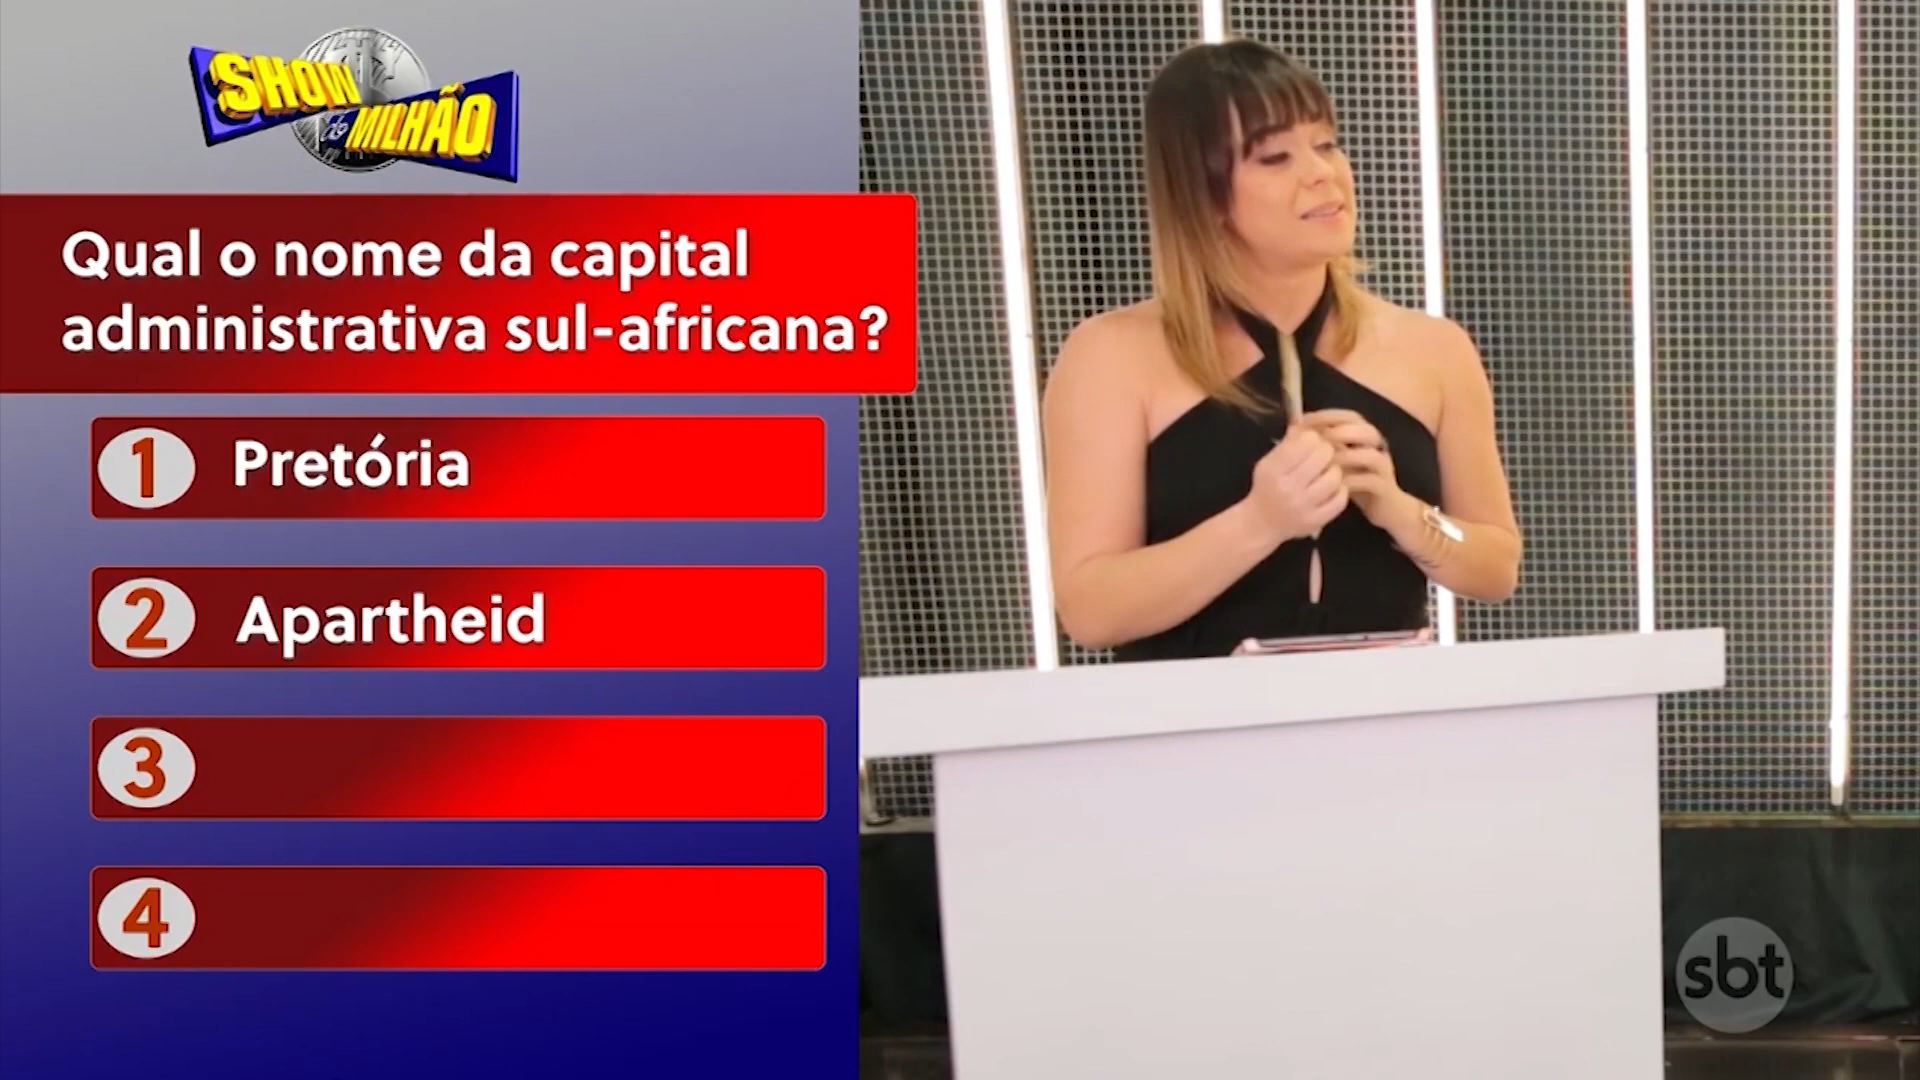 SHOW
do MILHÃO
Qual o nome da capital
administrativa sul-africana?
1 Pretória
2 Apartheid
3
4
sbt